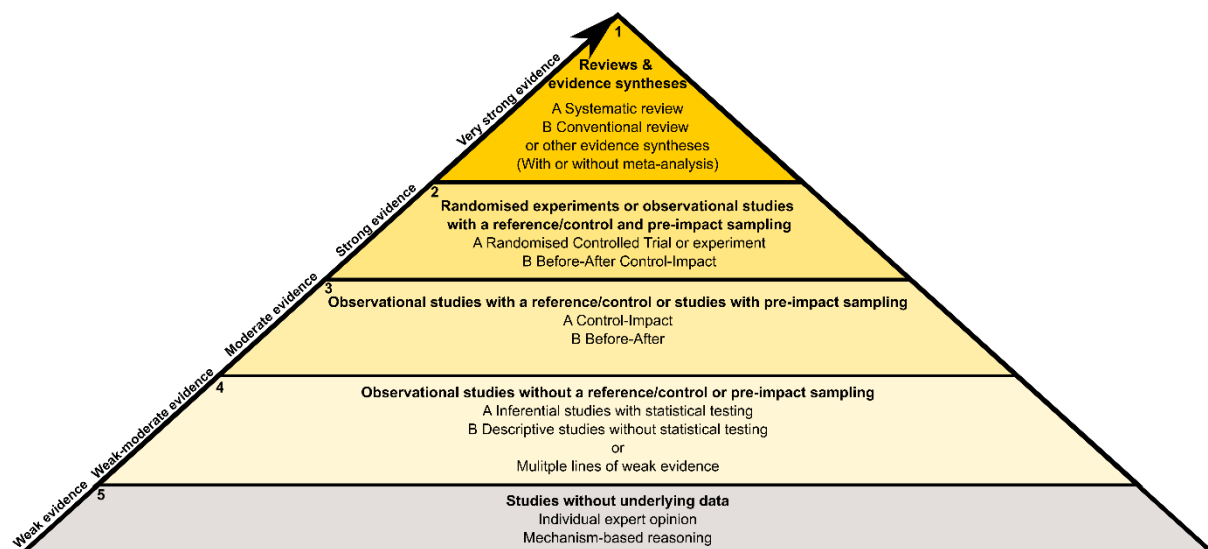 1
Reviews &
evidence syntheses
A Systematic review
B Conventional review
or other evidence syntheses
(With or without meta-analysis)
Very strong evidence
2
Randomised experiments or observational studies
with a reference/control and pre-impact sampling
A Randomised Controlled Trial or experiment
B Before-After Control-Impact
Strong evidence
3
Observational studies with a reference/control or studies with pre-impact sampling
A Control-Impact
B Before-After
Moderate evidence
4
Observational studies without a reference/control or pre-impact sampling
A Inferential studies with statistical testing
B Descriptive studies without statistical testing
or
Mulitple lines of weak evidence
Weak-moderate evidence
5
Studies without underlying data
Individual expert opinion
Mechanism-based reasoning
Weak evidence